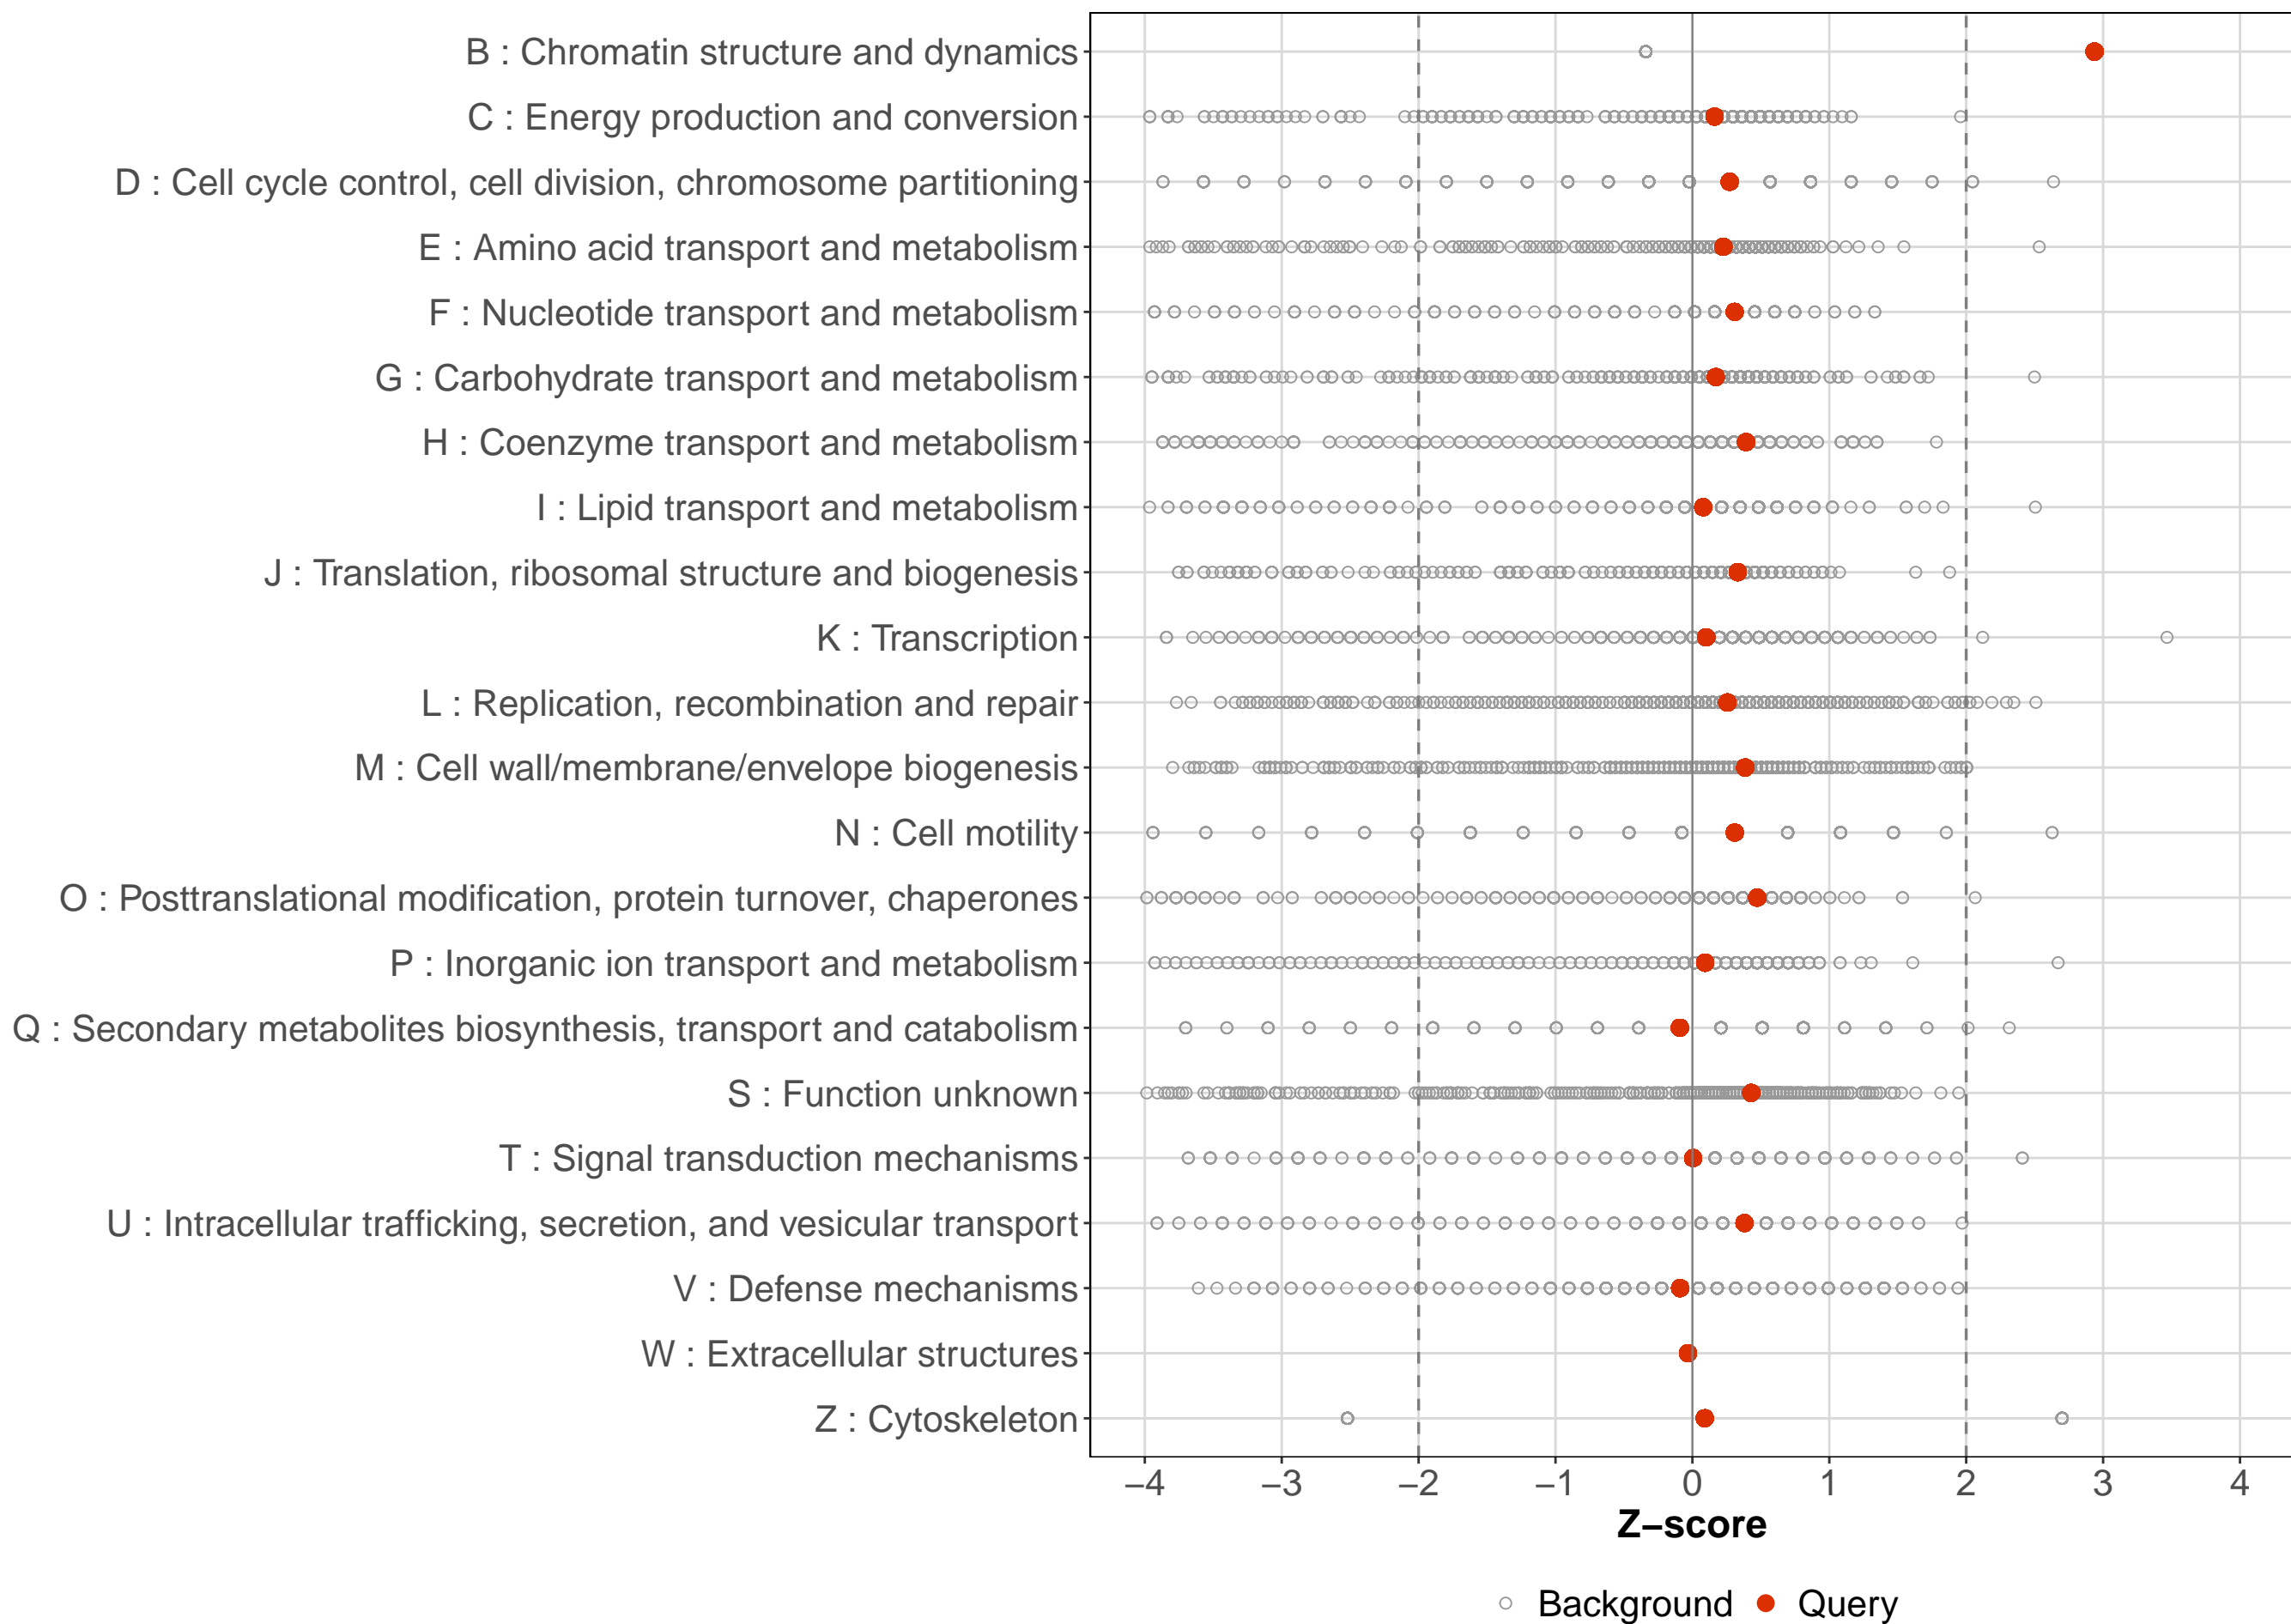 B : Chromatin structure and dynamics
C : Energy production and conversion
D : Cell cycle control, cell division, chromosome partitioning
E : Amino acid transport and metabolism
F : Nucleotide transport and metabolism
G : Carbohydrate transport and metabolism
H : Coenzyme transport and metabolism
I : Lipid transport and metabolism
J : Translation, ribosomal structure and biogenesis
K : Transcription
L : Replication, recombination and repair
M : Cell wall/membrane/envelope biogenesis
N : Cell motility
O : Posttranslational modification, protein turnover, chaperones
P : Inorganic ion transport and metabolism
Q : Secondary metabolites biosynthesis, transport and catabolism
S : Function unknown
T : Signal transduction mechanisms
U : Intracellular trafficking, secretion, and vesicular transport
V : Defense mechanisms
W : Extracellular structures
Z : Cytoskeleton
−4 −3 −2 −1 0 1 2 3 4
Z−score
Background Query